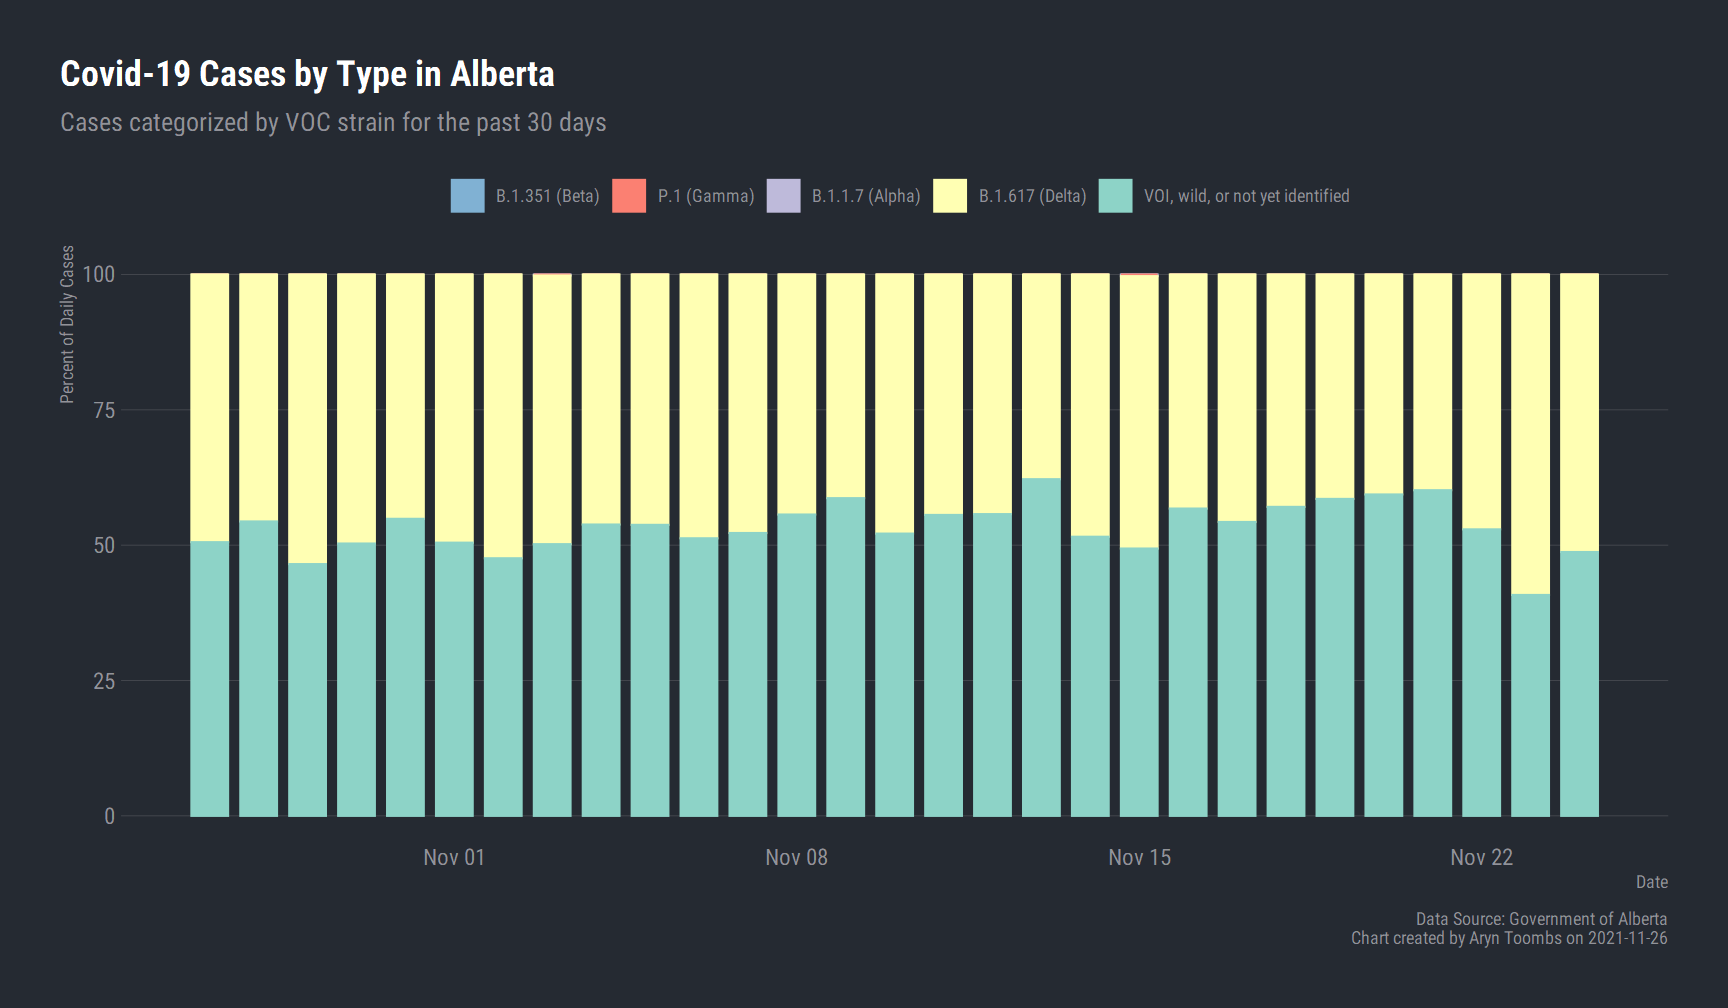 Covid-19 Cases by Type in Alberta
Cases categorized by VOC strain for the past 30 days
B.1.351 (Beta) P.1 (Gamma) B.1.1.7 (Alpha) B.1.617 (Delta) VOI, wild, or not yet identified
Percent of Daily Cases
100
75
50
25
0
Nov 01 Nov 08 Nov 15 Nov 22
Date
Data Source: Government of Alberta
Chart created by Aryn Toombs on 2021-11-26